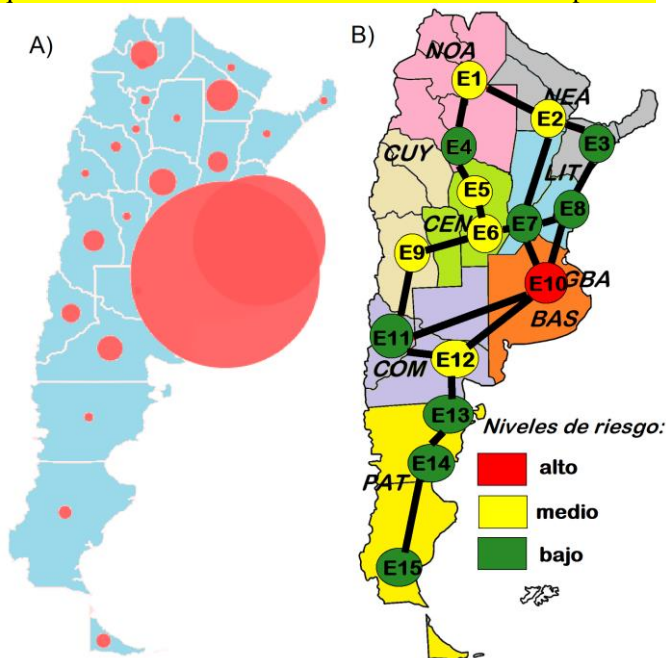 A)
B)
NOA
E1
NEA
E2
E3
E4
CUY
LIT
E5
E8
CEN
E7
E6
E9
E10
GBA
BAS
E11
E12
COM
E13
Niveles de riesgo:
E14
alto
PAT
medio
bajo
E15